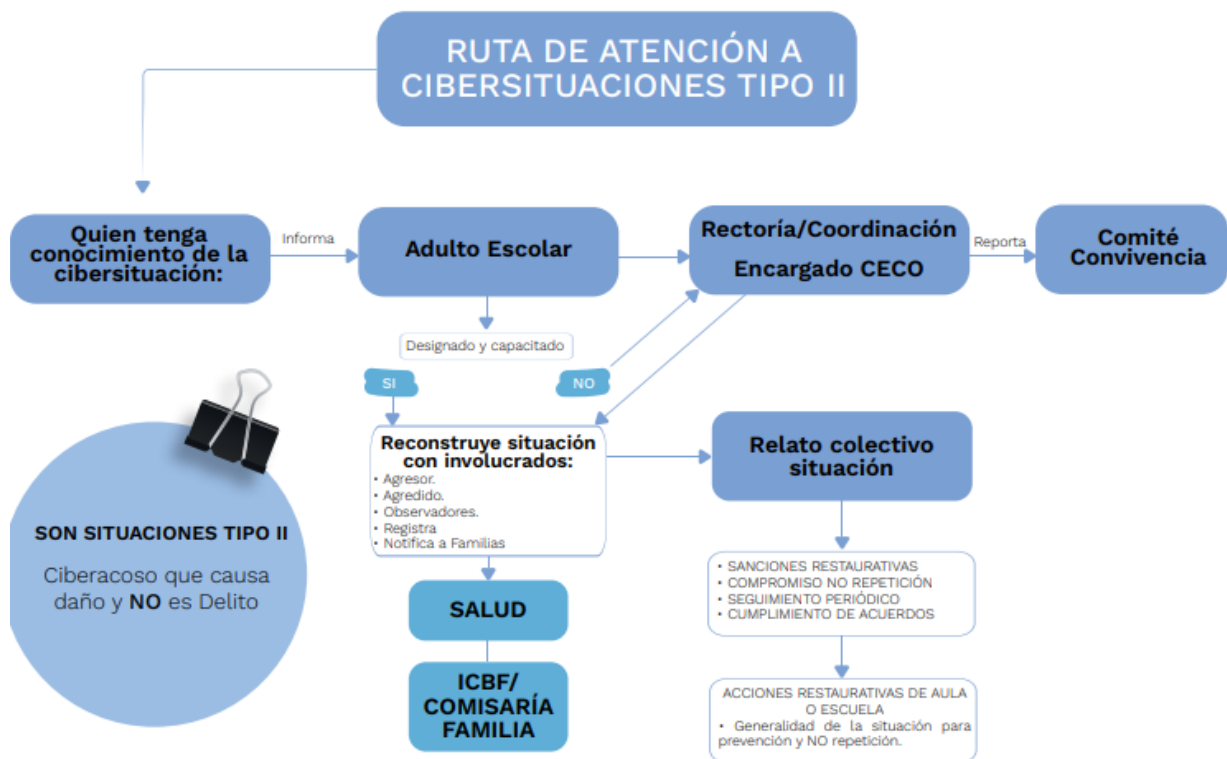 RUTA DE ATENCIÓN A
CIBERSITUACIONES TIPO II
Quien tenga
conocimiento de la
cibersituación:
Informa
Adulto Escolar
Rectoría/Coordinación
Encargado CECO
Reporta
Comité
Convivencia
Designado y capacitado
SI
NO
Reconstruye situación
con involucrados:
• Agresor.
• Agredido.
• Observadores.
• Registra
• Notifica a Familias
Relato colectivo
situación
SON SITUACIONES TIPO II
Ciberacoso que causa
daño y NO es Delito
• SANCIONES RESTAURATIVAS
• COMPROMISO NO REPETICIÓN
• SEGUIMIENTO PERIÓDICO
• CUMPLIMIENTO DE ACUERDOS
SALUD
ICBF/
COMISARÍA
FAMILIA
ACCIONES RESTAURATIVAS DE AULA
O ESCUELA
• Generalidad de la situación para
prevención y NO repetición.